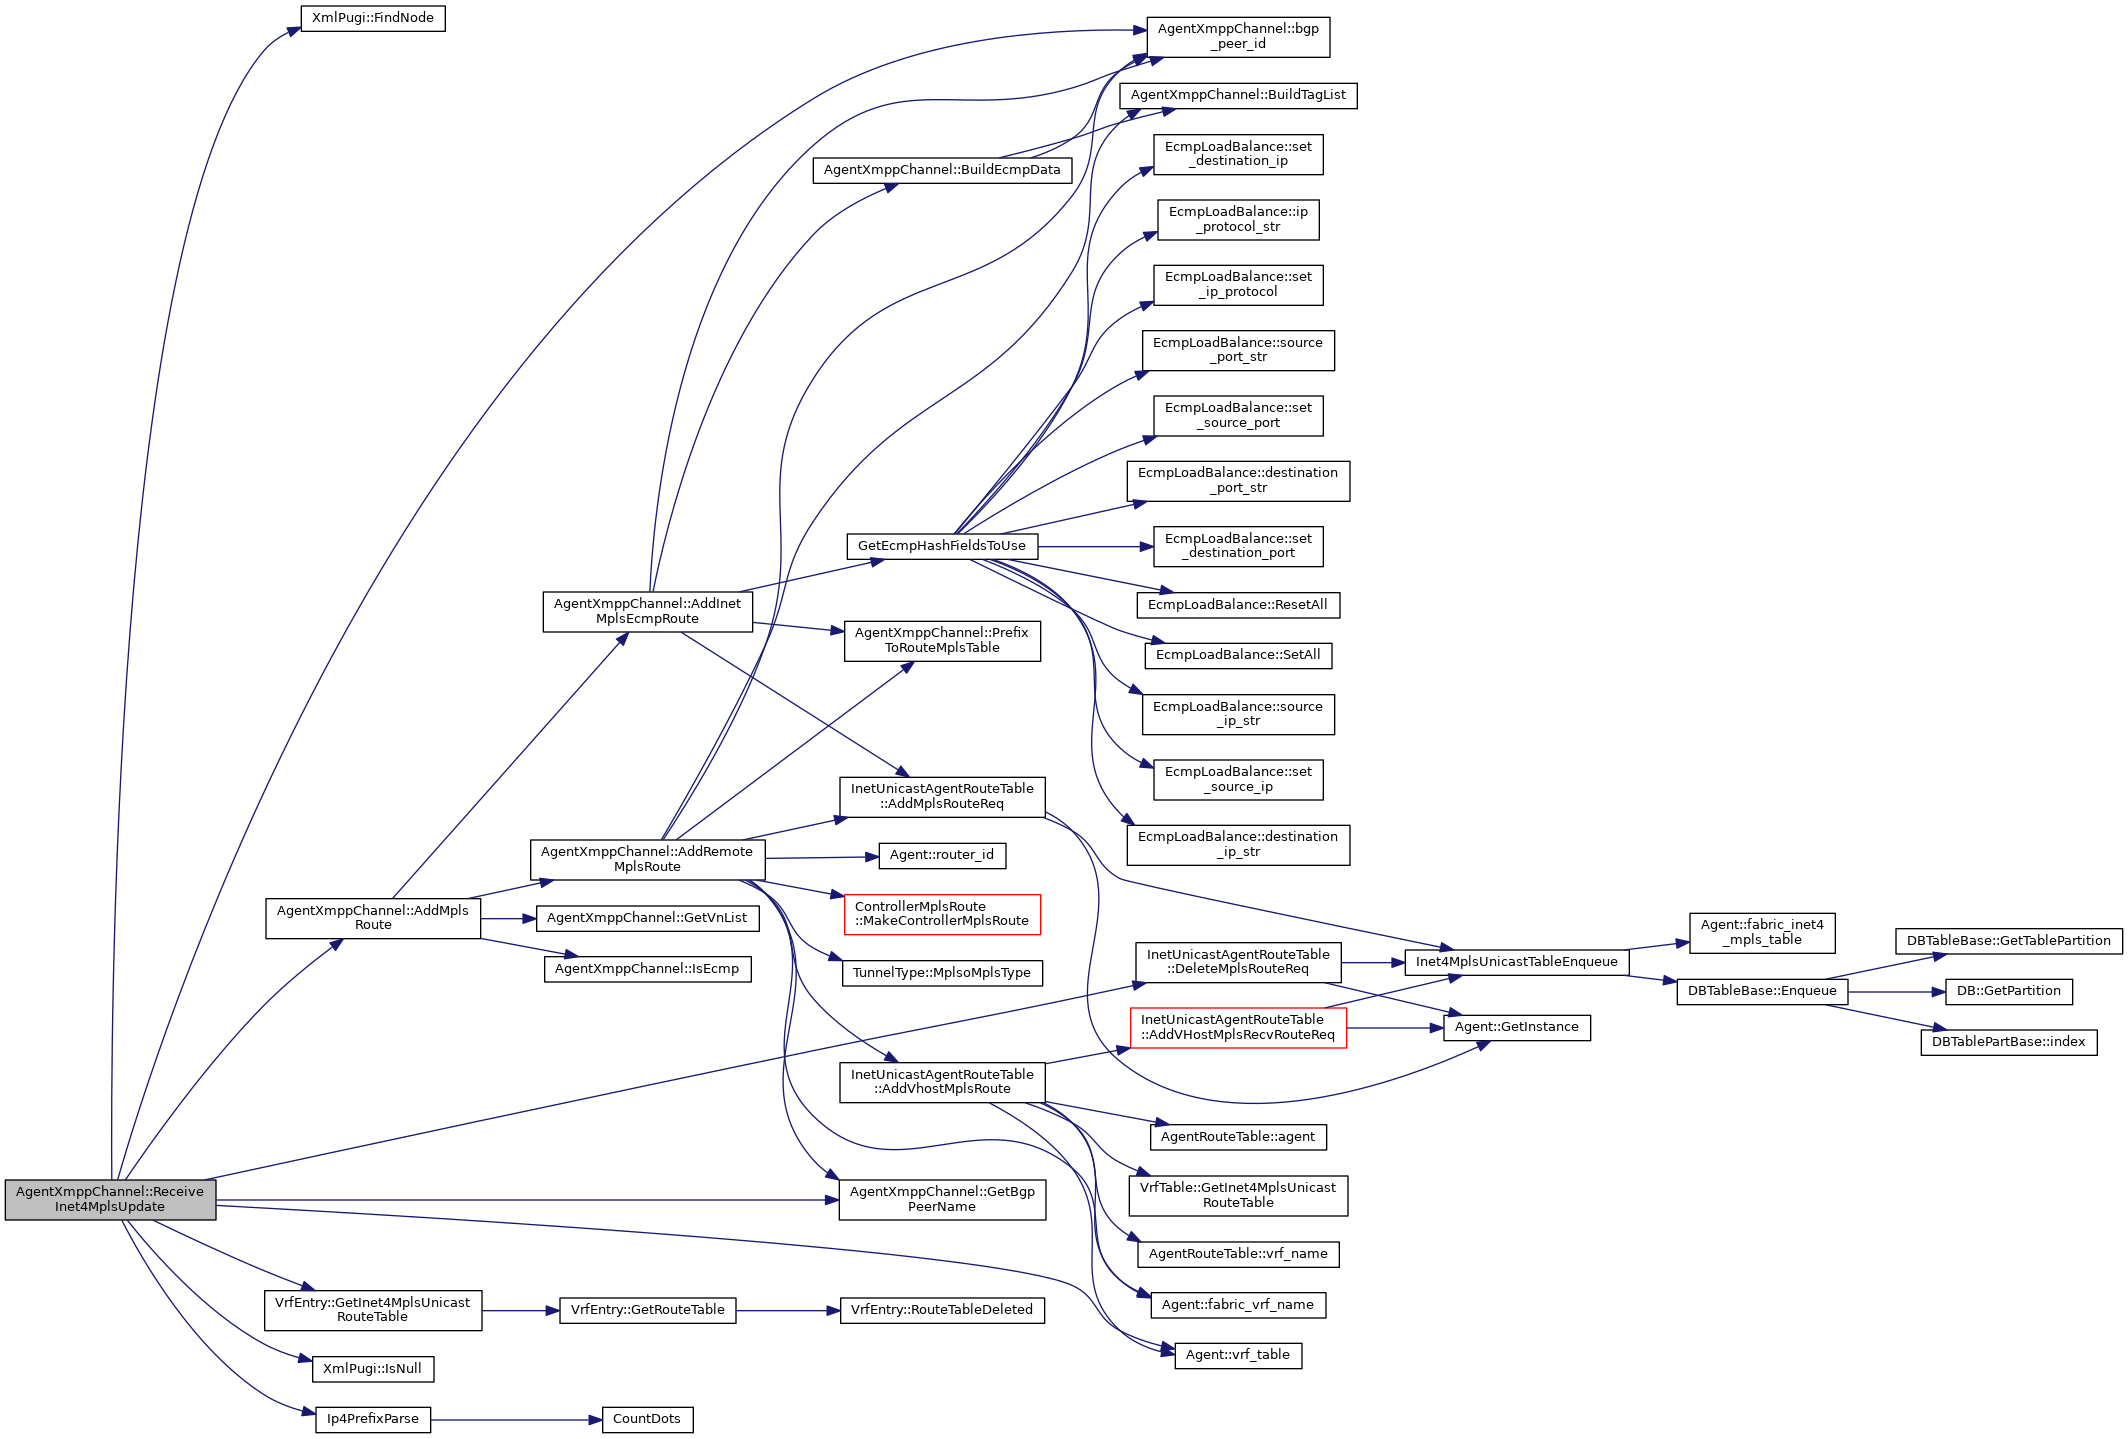 XmlPugi::FindNode
AgentXmppChannel::bgp
_peer_id
AgentXmppChannel::BuildTagList
EcmpLoadBalance::set
_destination_ip
AgentXmppChannel::BuildEcmpData
EcmpLoadBalance::ip
_protocol_str
EcmpLoadBalance::set
_ip_protocol
EcmpLoadBalance::source
_port_str
EcmpLoadBalance::set
_source_port
EcmpLoadBalance::destination
_port_str
GetEcmpHashFieldsToUse
EcmpLoadBalance::set
_destination_port
AgentXmppChannel::AddInet
MplsEcmpRoute
EcmpLoadBalance::ResetAll
AgentXmppChannel::Prefix
ToRouteMplsTable
EcmpLoadBalance::SetAll
EcmpLoadBalance::source
_ip_str
EcmpLoadBalance::set
_source_ip
InetUnicastAgentRouteTable
::AddMplsRouteReq
EcmpLoadBalance::destination
_ip_str
AgentXmppChannel::AddRemote
MplsRoute
Agent::router_id
AgentXmppChannel::AddMpls
Route
AgentXmppChannel::GetVnList
ControllerMplsRoute
::MakeControllerMplsRoute
AgentXmppChannel::IsEcmp
TunnelType::MplsoMplsType
InetUnicastAgentRouteTable
::DeleteMplsRouteReq
Inet4MplsUnicastTableEnqueue
Agent::fabric_inet4
_mpls_table
DBTableBase::GetTablePartition
DBTableBase::Enqueue
DB::GetPartition
InetUnicastAgentRouteTable
::AddVHostMplsRecvRouteReq
Agent::GetInstance
DBTablePartBase::index
InetUnicastAgentRouteTable
::AddVhostMplsRoute
AgentRouteTable::agent
AgentXmppChannel::Receive
Inet4MplsUpdate
AgentXmppChannel::GetBgp
PeerName
VrfTable::GetInet4MplsUnicast
RouteTable
AgentRouteTable::vrf_name
VrfEntry::GetInet4MplsUnicast
RouteTable
VrfEntry::GetRouteTable
VrfEntry::RouteTableDeleted
Agent::fabric_vrf_name
Agent::vrf_table
XmlPugi::IsNull
Ip4PrefixParse
CountDots